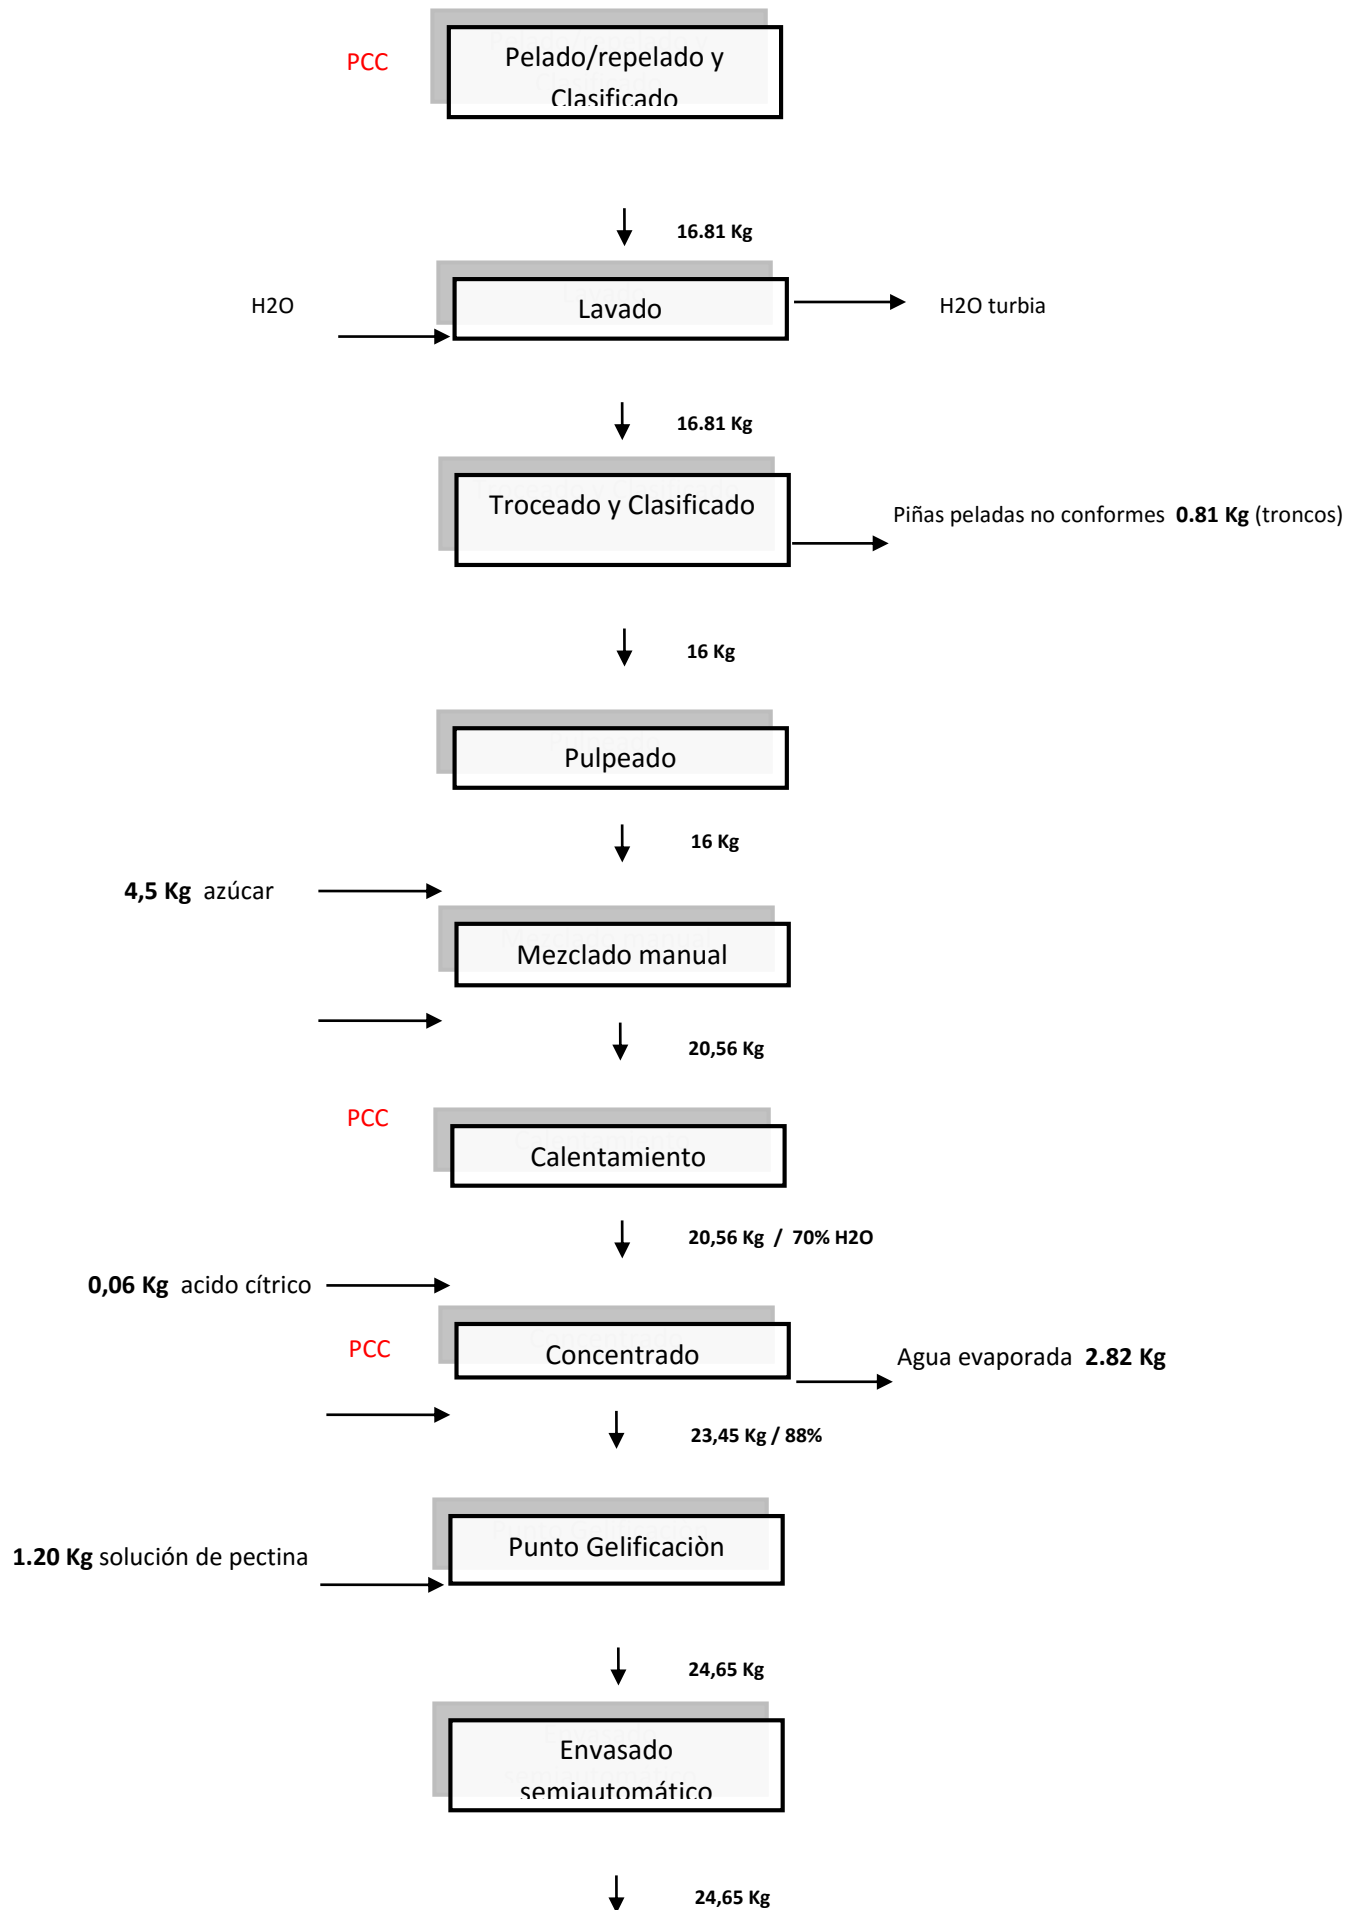 PCC
Pelado/repelado y
Clasificado
16.81 Kg
H2O
Lavado
H2O turbia
16.81 Kg
Troceado y Clasificado
Piñas peladas no conformes 0.81 Kg (troncos)
16 Kg
Pulpeado
16 Kg
4,5 Kg azúcar
Mezclado manual
20,56 Kg
PCC
Calentamiento
20,56 Kg / 70% H2O
0,06 Kg acido cítrico
PCC
Concentrado
Agua evaporada 2.82 Kg
23,45 Kg / 88%
Punto Gelificaciòn
1.20 Kg solución de pectina
24,65 Kg
Envasado
semiautomático
24,65 Kg